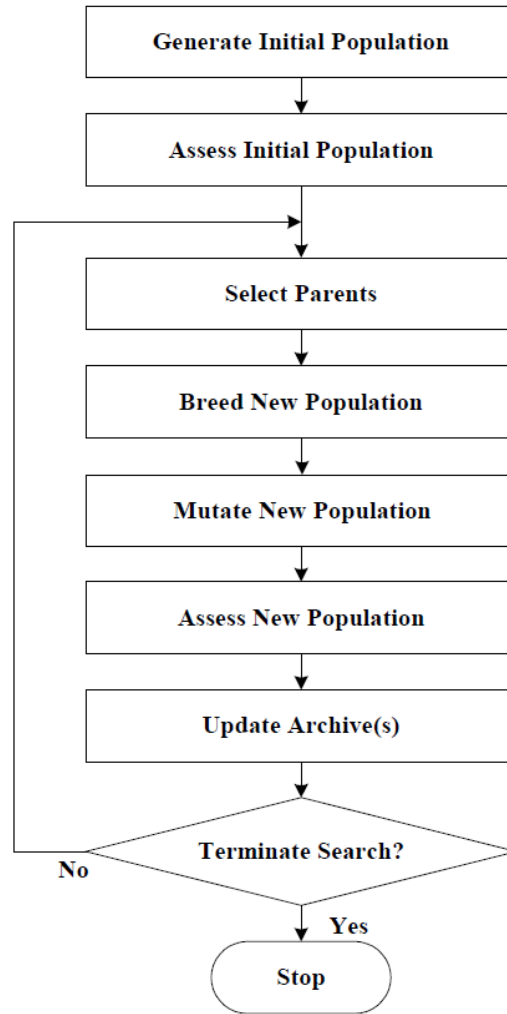 Generate Initial Population
Assess Initial Population
Select Parents
Breed New Population
Mutate New Population
Assess New Population
Update Archive(s)
Terminate Search?
No
Yes
Stop